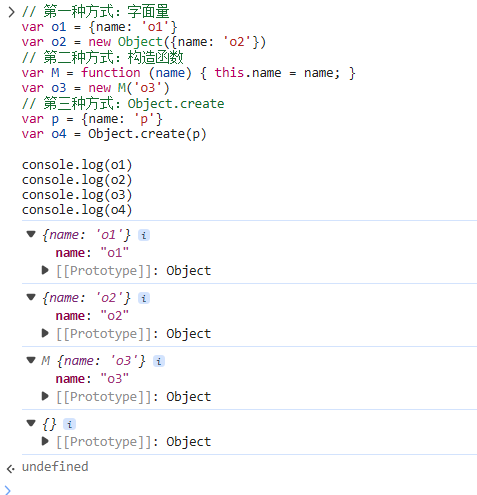 // 第一种方式：字面量
var o1 = {name: 'o1'}
var o2 = new Object({name: 'o2'})
// 第二种方式：构造函数
var M = function (name) { this.name = name; }
var o3 = new M('o3')
// 第三种方式：Object.create
var p = {name: 'p'}
var o4 = Object.create(p)

console.log(o1)
console.log(o2)
console.log(o3)
console.log(o4)
{name: 'o1'} i
name: "o1"
[[Prototype]]: Object
{name: 'o2'} i
name: "o2"
[[Prototype]]: Object
M {name: 'o3'} i
name: "o3"
[[Prototype]]: Object
{} i
[[Prototype]]: Object
undefined